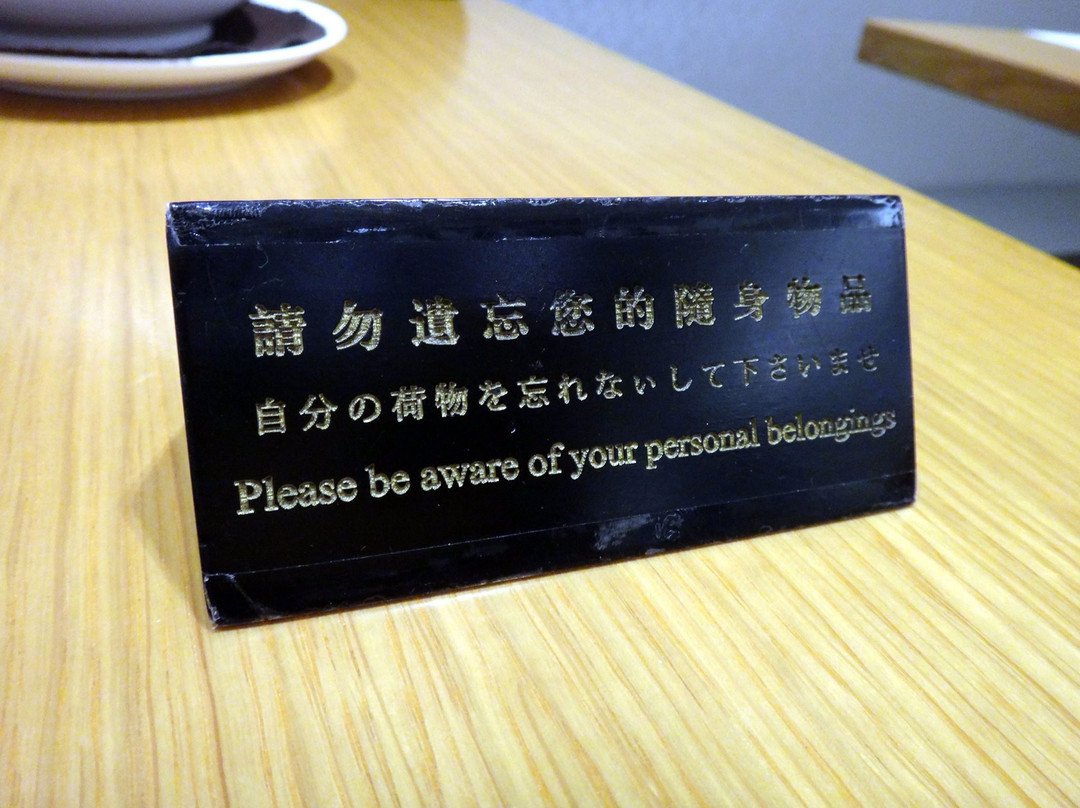 請勿遺忘您的隨身物品
自分の荷物を忘れないして下さいませ
Please be aware of your personal belongings